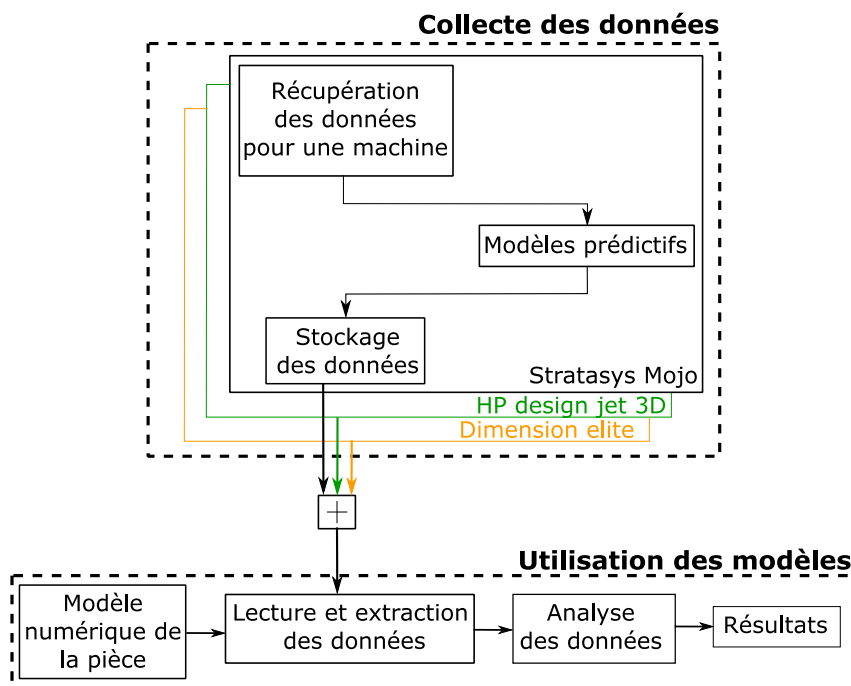 Collecte des données
Récupération
des données
pour une machine
Modèles prédictifs
Stockage
des données
Stratasys Mojo
HP design jet 3D
Dimension elite
+
Utilisation des modèles
Modèle
numérique de
la pièce
Lecture et extraction
des données
Analyse
des données
Résultats